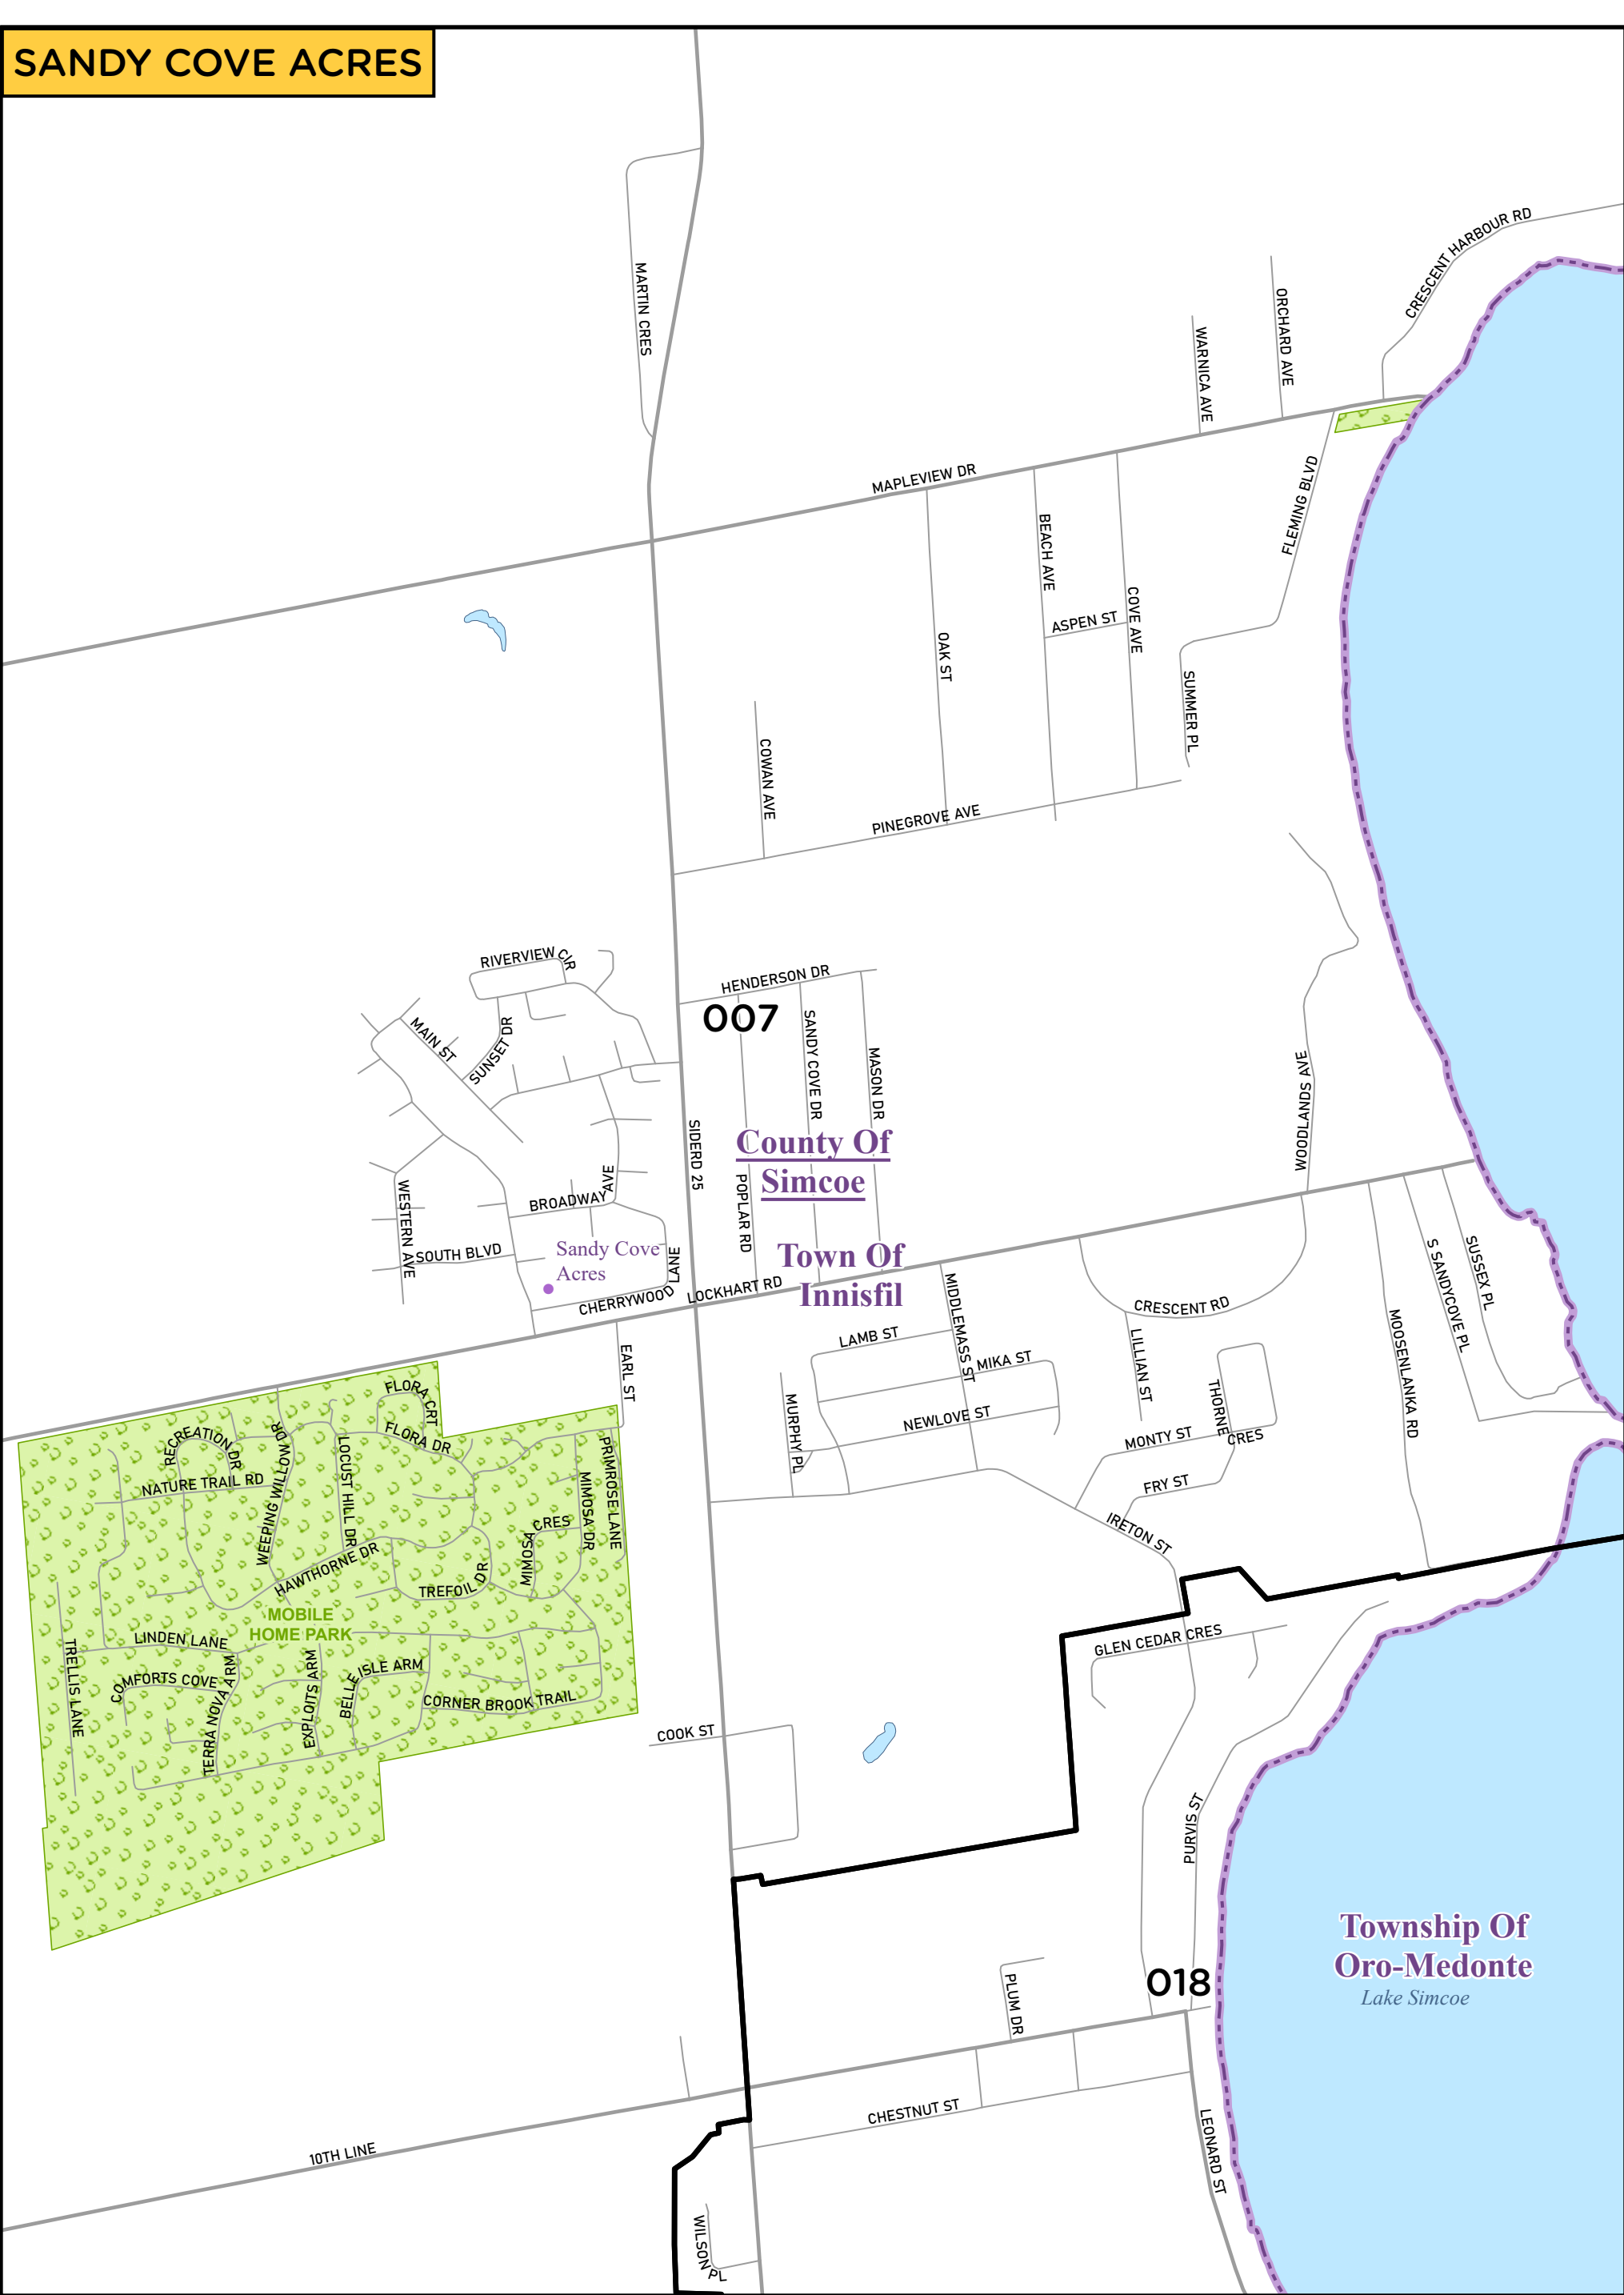 SANDY COVE ACRES
CRESCENT HARBOUR RD
MARTIN CRES
ORCHARD AVE
WARNICA AVE
MAPLEVIEW DR
FLEMING BLVD
BEACH AVE
COVE AVE
ASPEN ST
OAK ST
SUMMER PL
COWAN AVE
PINEGROVE AVE
RIVERVIEW CIR
HENDERSON DR
007
MAIN ST
SUNSET DR
SANDY COVE DR
MASON DR
WOODLANDS AVE
SIDERD 25
County Of
Simcoe
POPLAR RD
BROADWAY AVE
WESTERN AVE
SOUTH BLVD
Sandy Cove
Acres
Town Of
Innisfil
CHERRYWOOD LANE
LOCKHART RD
MIDDLEMASS ST
CRESCENT RD
S SANDYCOVE PL
SUSSEX PL
LAMB ST
MIKA ST
LILLIAN ST
MOOSENLANKA RD
EARL ST
MURPHY PL
NEWLOVE ST
THORNE CRES
MONTY ST
FRY ST
IRETON ST
FLORA CRT
FLORA DR
RECREATION DR
NATURE TRAIL RD
WEEPING WILLOW DR
LOCUST HILL DR
PRIMROSE LANE
MIMOSA DR
MIMOSA CRES
HAWTHORNE DR
TREFOIL DR
MOBILE
HOME PARK
LINDEN LANE
TRELLIS LANE
COMFORTS COVE
TERRA NOVA ARM
EXPLOITS ARM
BELLE ISLE ARM
CORNER BROOK TRAIL
GLEN CEDAR CRES
COOK ST
PURVIS ST
Township Of
Oro-Medonte
Lake Simcoe
018
PLUM DR
CHESTNUT ST
LEONARD ST
10TH LINE
WILSON PL